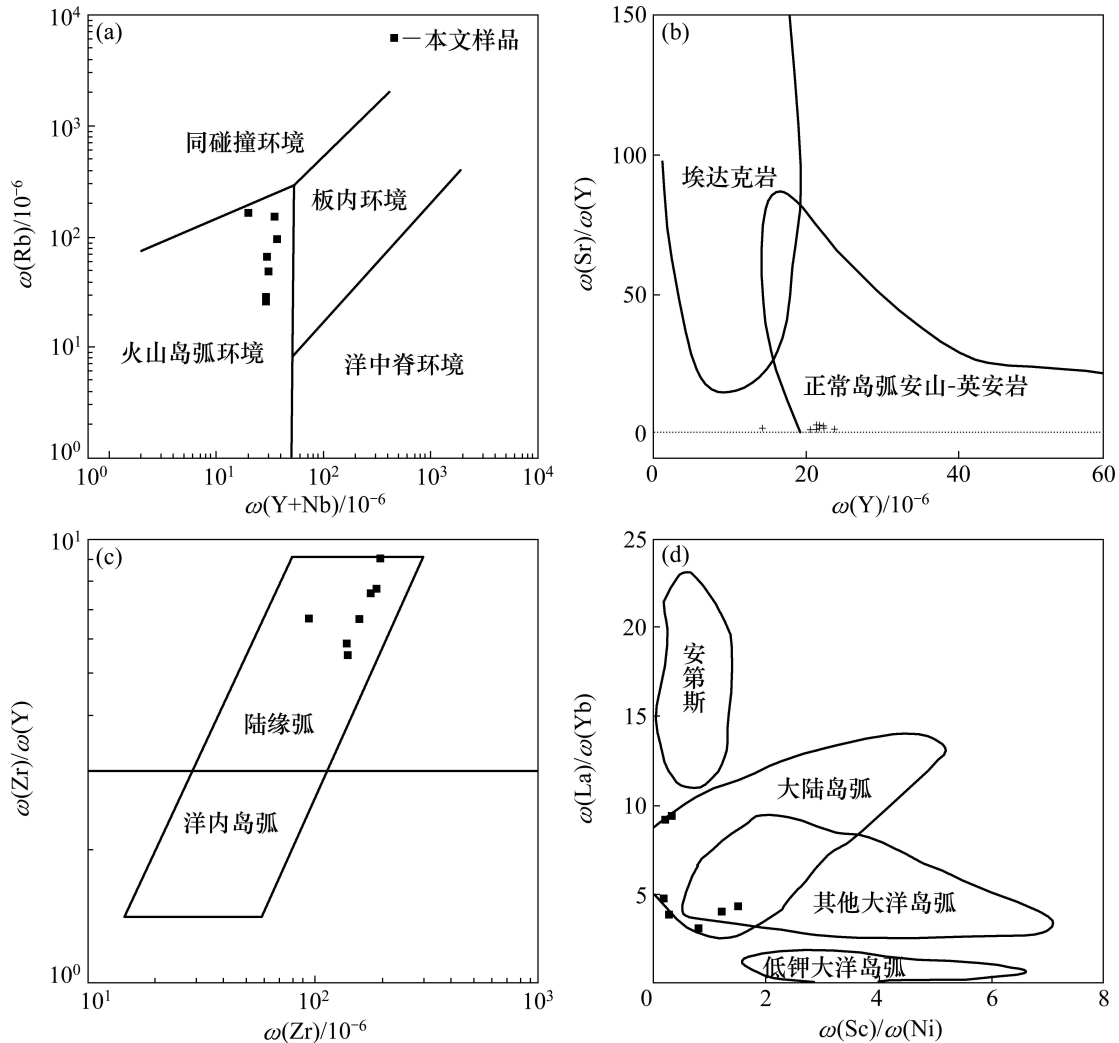 (a)
■—本文样品
10⁴
10³
10²
10¹
10⁰
ω(Rb)/10⁻⁶
同碰撞环境
板内环境
火山岛弧环境
洋中脊环境
10⁰ 10¹ 10² 10³ 10⁴
ω(Y+Nb)/10⁻⁶
(b)
150
100
50
0
ω(Sr)/ω(Y)
埃达克岩
正常岛弧安山-英安岩
0 20 40 60
ω(Y)/10⁻⁶
(c)
10¹
10⁰
ω(Zr)/ω(Y)
陆缘弧
洋内岛弧
10¹ 10² 10³
ω(Zr)/10⁻⁶
(d)
25
20
15
10
5
0
ω(La)/ω(Yb)
安第斯
大陆岛弧
其他大洋岛弧
低钾大洋岛弧
0 2 4 6 8
ω(Sc)/ω(Ni)